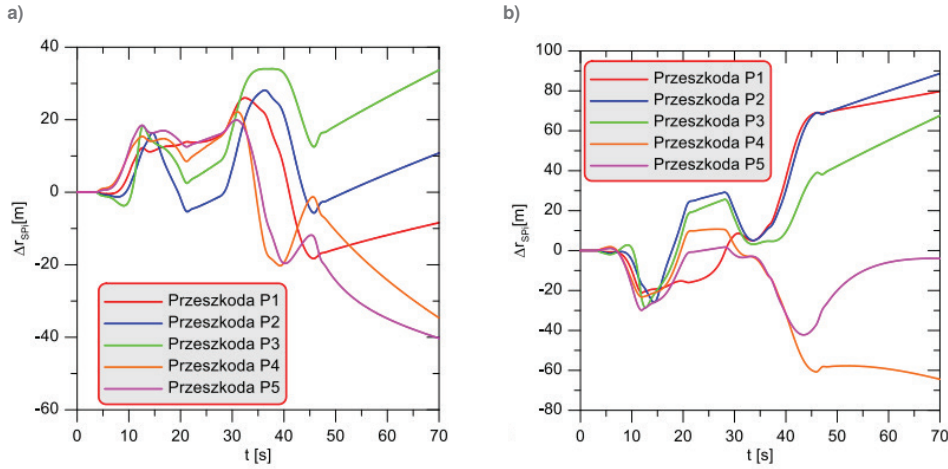 a)
40
20
0
-20
-40
-60
Δr_SPi[m]
Przeszkoda P1
Przeszkoda P2
Przeszkoda P3
Przeszkoda P4
Przeszkoda P5
0 10 20 30 40 50 60 70
t [s]
b)
100
80
60
40
20
0
-20
-40
-60
-80
Δr_SPi[m]
Przeszkoda P1
Przeszkoda P2
Przeszkoda P3
Przeszkoda P4
Przeszkoda P5
0 10 20 30 40 50 60 70
t [s]